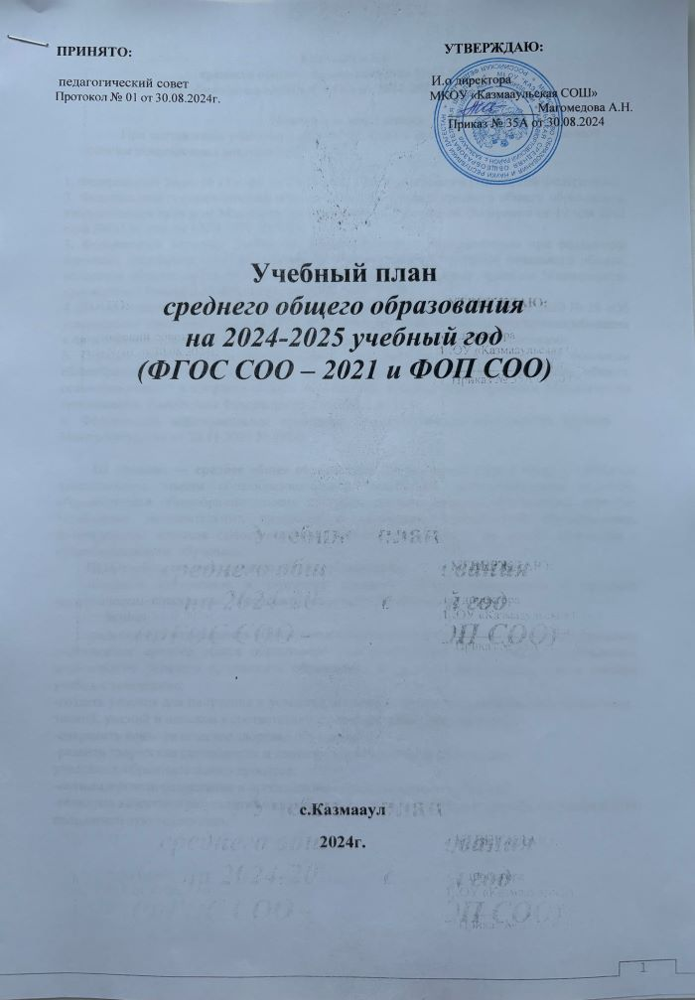 ПРИНЯТО:
педагогический совет
Протокол № 01 от 30.08.2024г.
УТВЕРЖДАЮ:
И.о директора
МКОУ «Казмааульская СОШ»
Магомедова А.Н.
Приказ № 35А от 30.08.2024
Учебный план
среднего общего образования
на 2024-2025 учебный год
(ФГОС СОО – 2021 и ФОП СОО)
с.Казмааул
2024г.
1